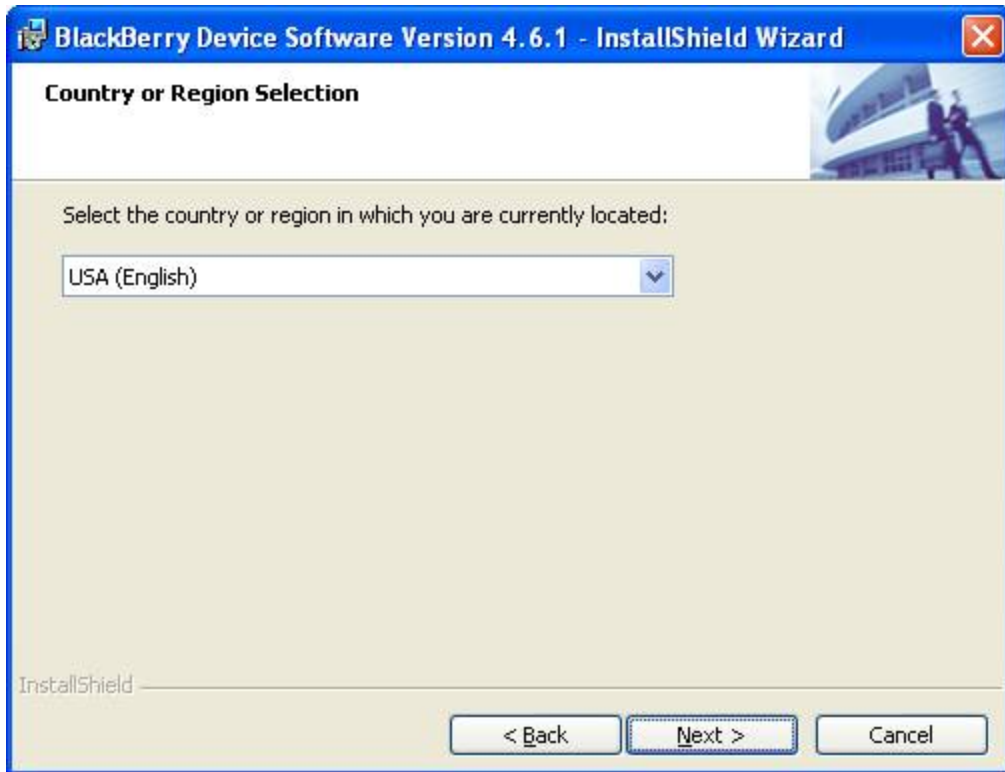 BlackBerry Device Software Version 4.6.1 - InstallShield Wizard
Country or Region Selection
Select the country or region in which you are currently located:
USA (English)
InstallShield
< Back
Next >
Cancel